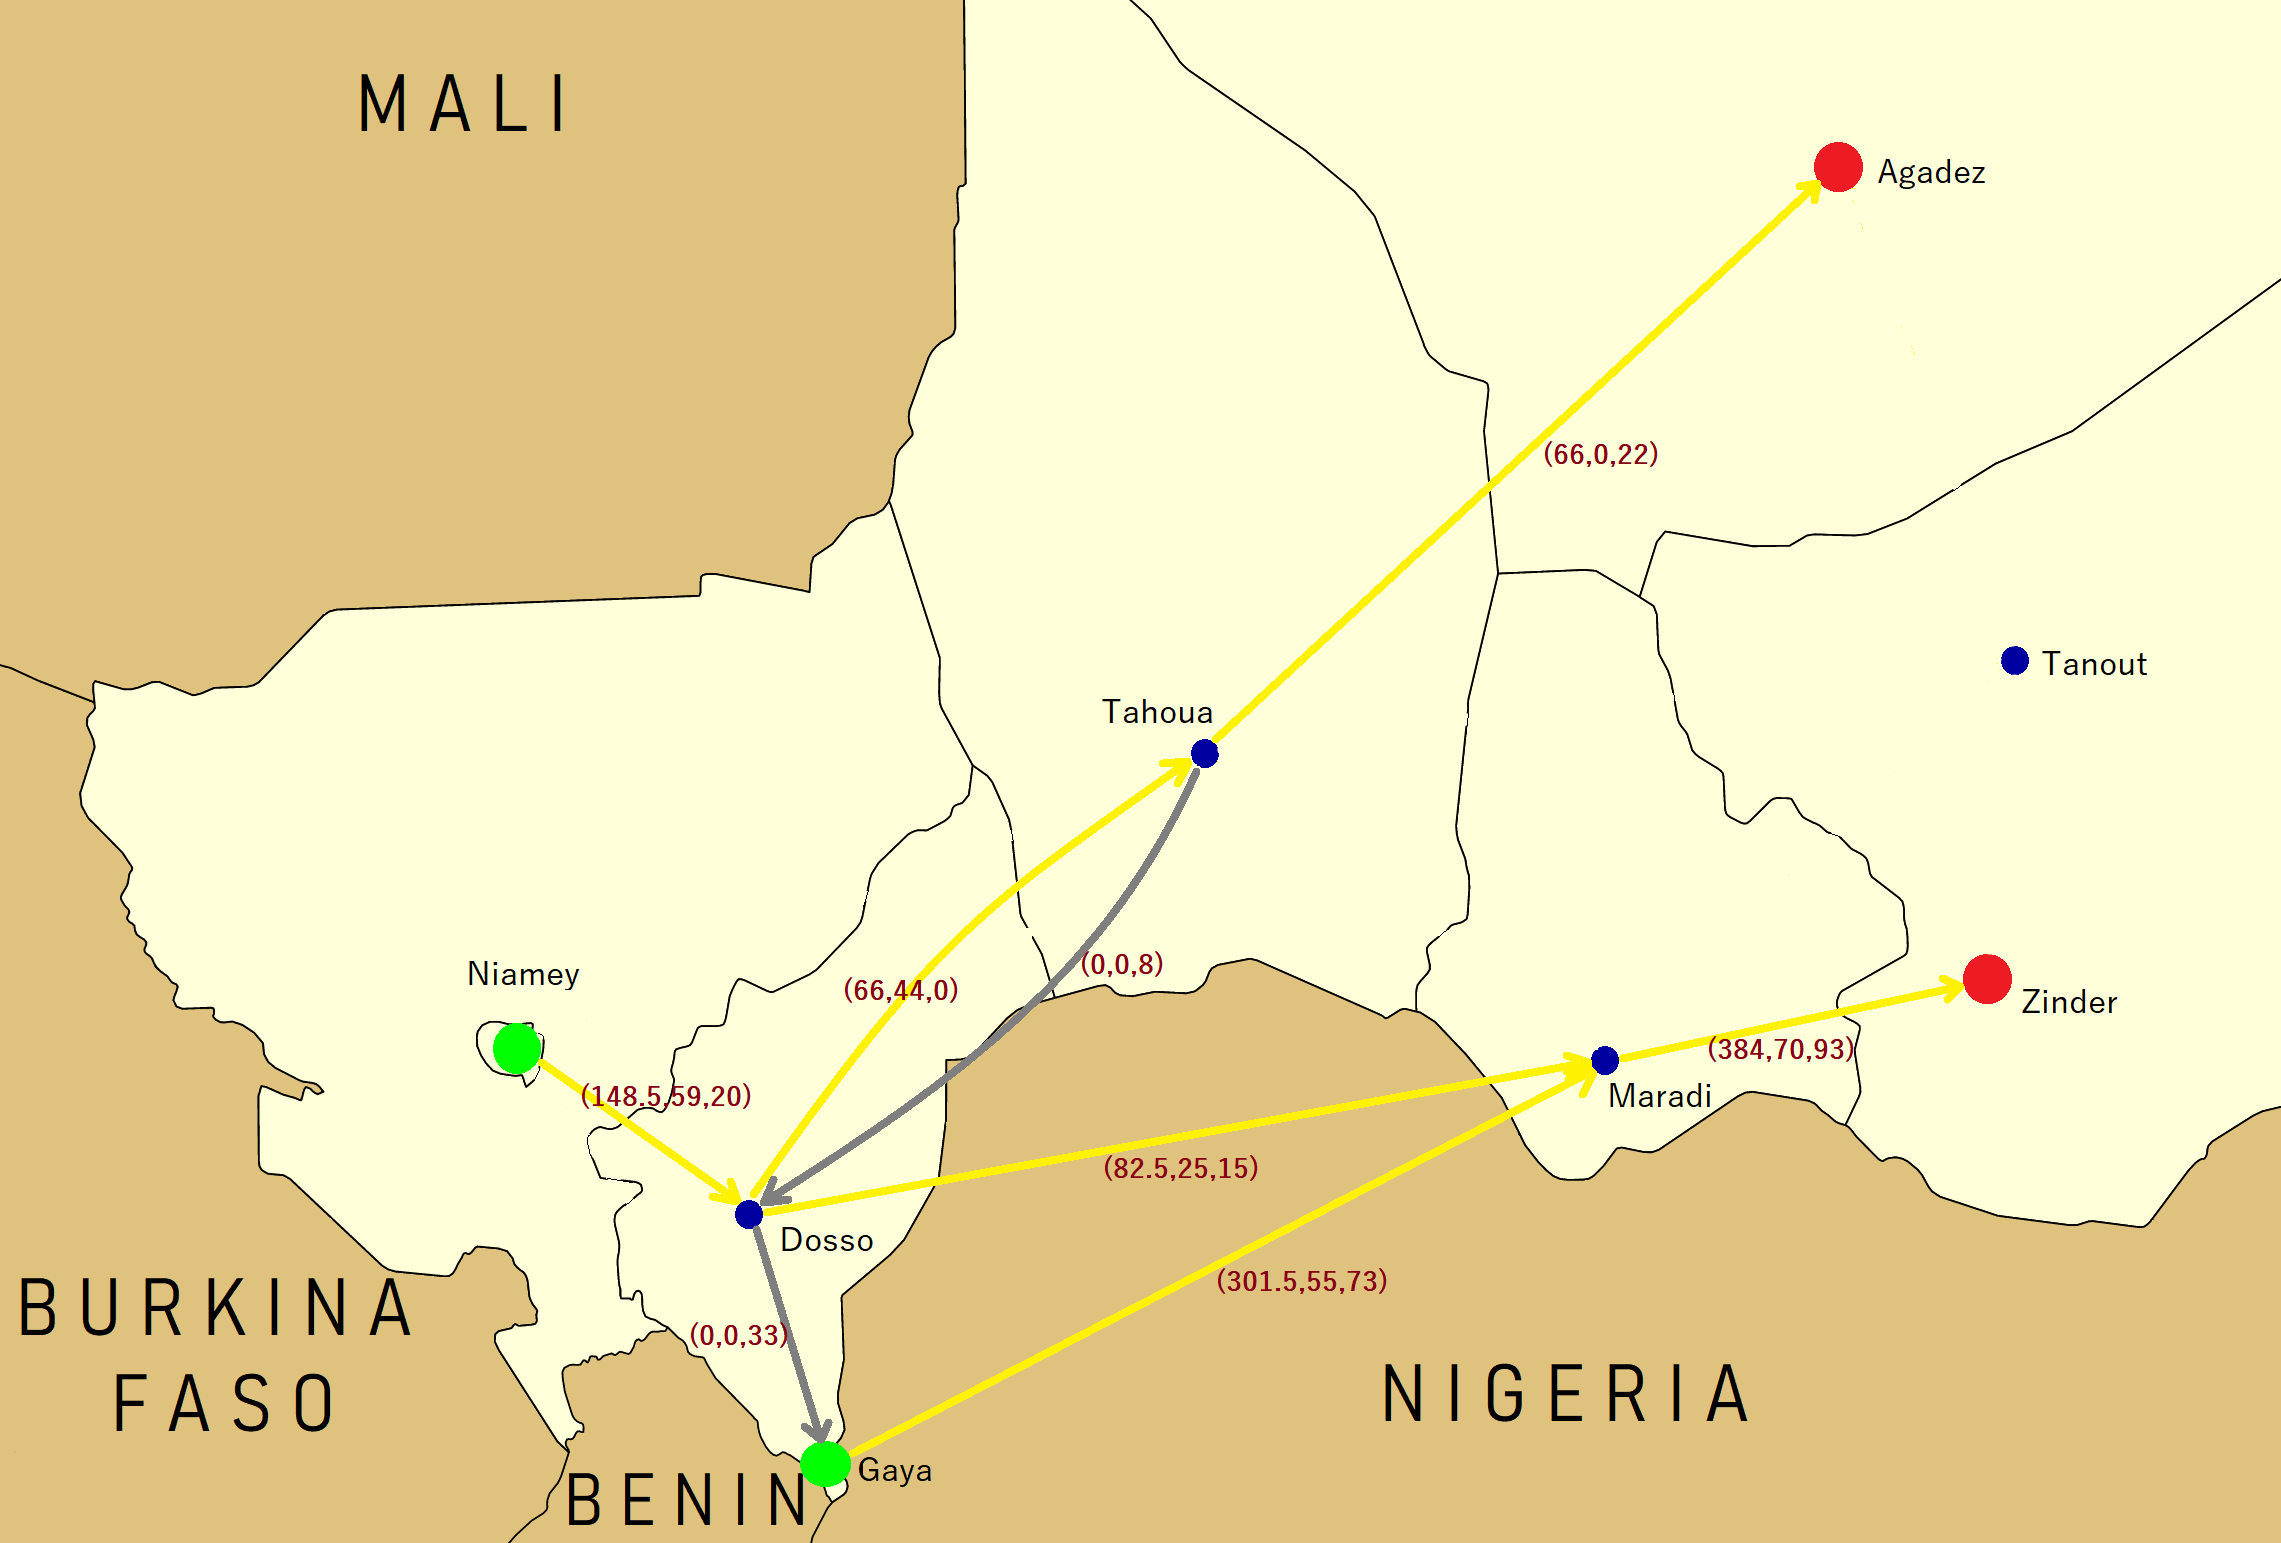 MALI
Agadez
(66,0,22)
Tanout
Tahoua
Niamey
(66,44,0)
(0,0,8)
Zinder
(384,70,93)
(148.5,59,20)
Maradi
(82.5,25,15)
Dosso
(301.5,55,73)
BURKINA
FASO
(0,0,33)
NIGERIA
Gaya
BENIN